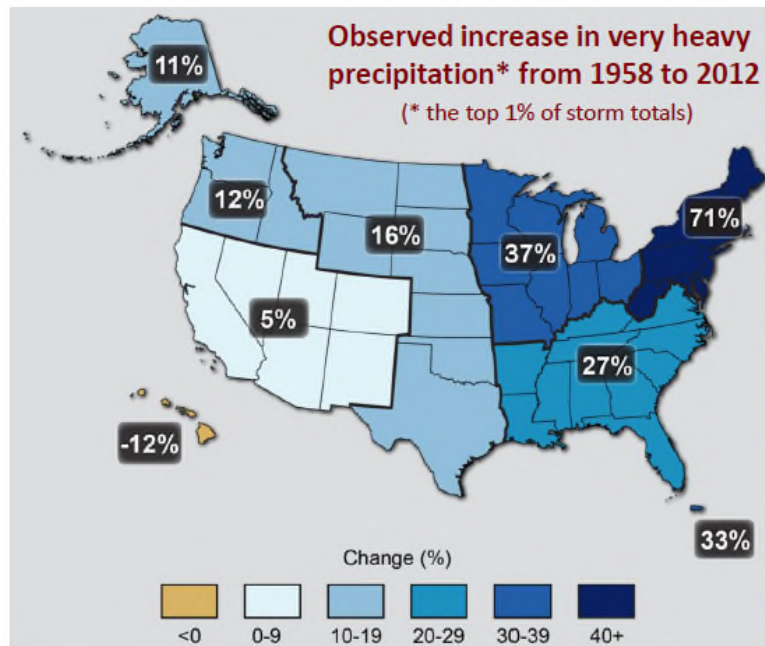 Observed increase in very heavy
precipitation* from 1958 to 2012
(* the top 1% of storm totals)
11%
12%
16%
37%
71%
5%
27%
-12%
33%
Change (%)
<0 0-9 10-19 20-29 30-39 40+